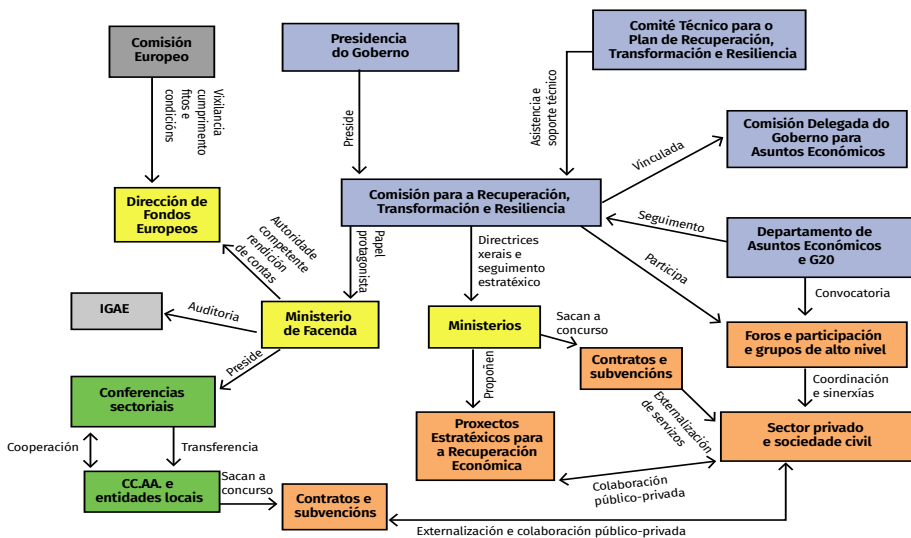 Comisión
Europeo
Presidencia
do Goberno
Comité Técnico para o
Plan de Recuperación,
Transformación e Resiliencia
Vixilancia
cumprimento
fitos e
condicións
Preside
Asistencia e
soporte técnico
Vinculada
Comisión Delegada do
Goberno para
Asuntos Económicos
Dirección de
Fondos
Europeos
Comisión para a Recuperación,
Transformación e Resiliencia
Seguimento
Departamento de
Asuntos Económicos
e G20
Autoridade
competente
rendición
de contas
Papel
protagonista
Directrices
xerais e
seguimento
estratéxico
Participa
Convocatoria
IGAE
Auditoria
Ministerio
de Facenda
Ministerios
Sacan a
concurso
Foros e participación
e grupos de alto nivel
Preside
Propoñen
Contratos e
subvencións
Coordinación
e sinerxías
Conferencias
sectoriais
Externalización
de servizos
Proxectos
Estratéxicos para
a Recuperación
Económica
Sector privado
e sociedade civil
Cooperación
Transferencia
Colaboración
público-privada
CC.AA. e
entidades locais
Sacan a
concurso
Contratos e
subvencións
Externalización e colaboración público-privada